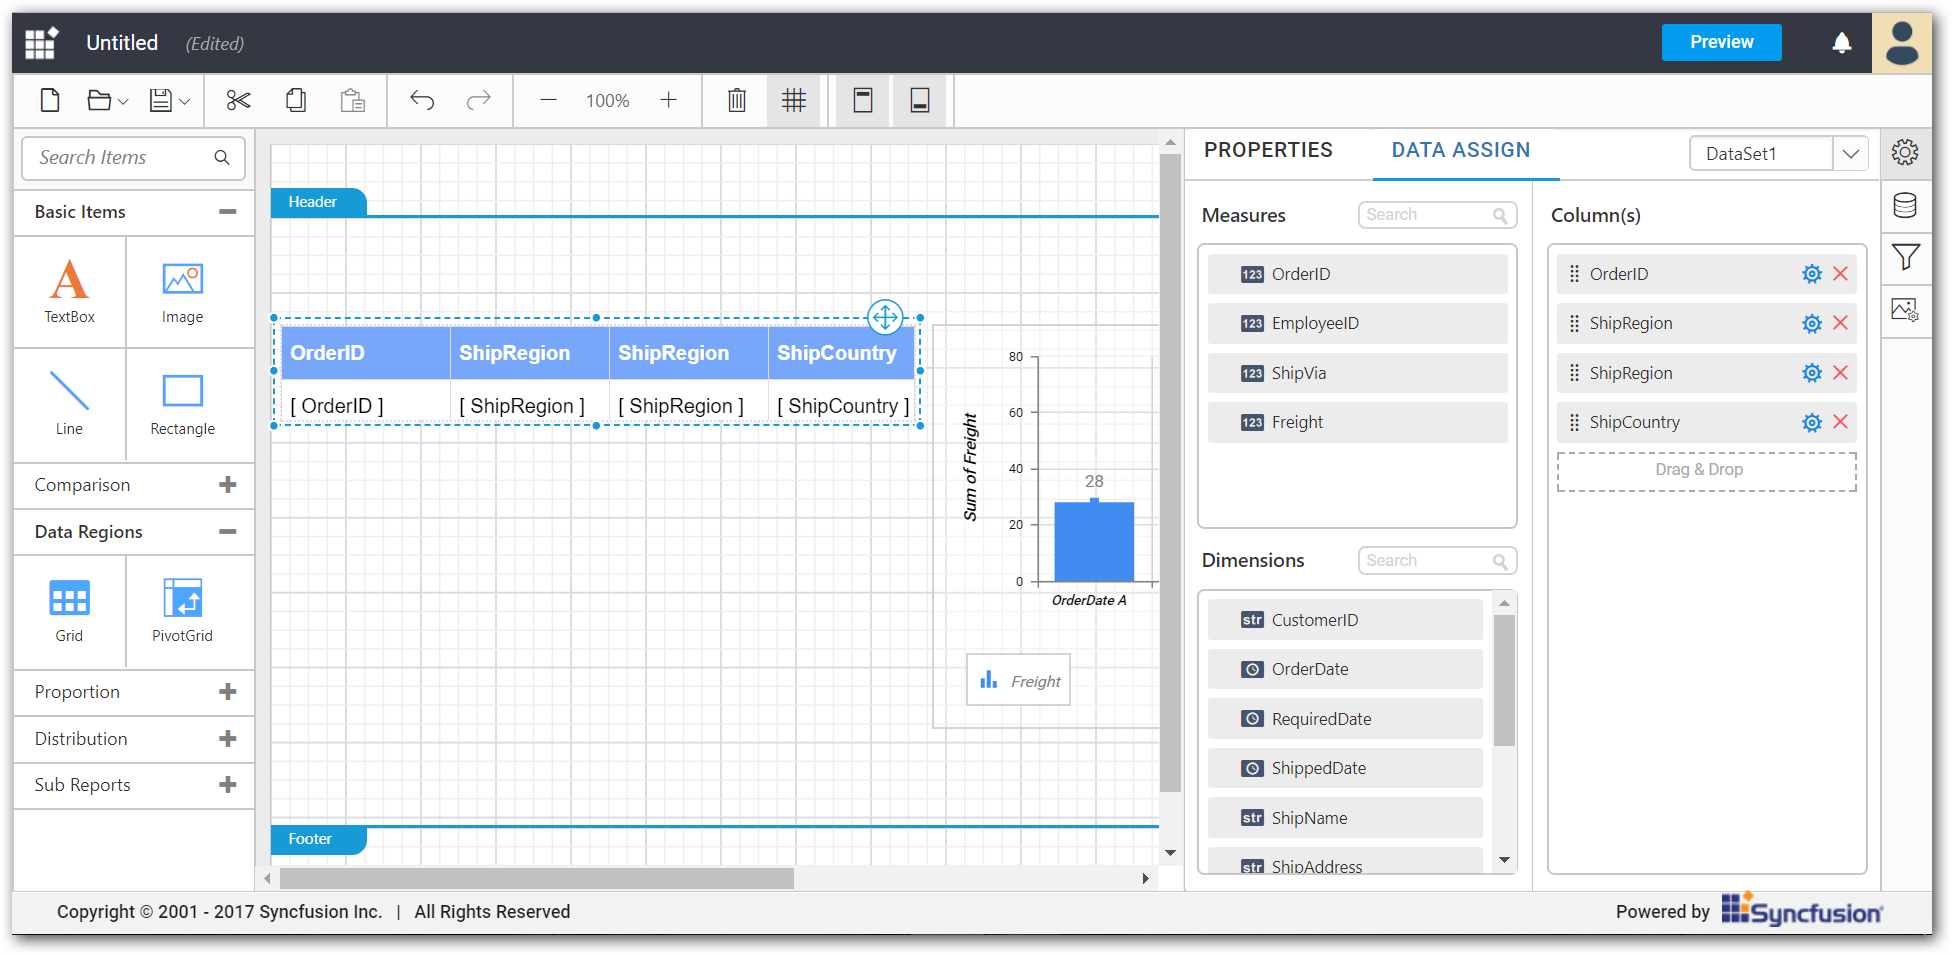 Untitled (Edited)
Preview
100%
Search Items
Basic Items
TextBox
Image
Line
Rectangle
Comparison
Data Regions
Grid
PivotGrid
Proportion
Distribution
Sub Reports
Header
OrderID ShipRegion ShipRegion ShipCountry
[ OrderID ] [ ShipRegion ] [ ShipRegion ] [ ShipCountry ]
Sum of Freight
80
60
40
20
0
28
OrderDate A
Freight
Footer
PROPERTIES DATA ASSIGN
DataSet1
Measures
Search
123 OrderID
123 EmployeeID
123 ShipVia
123 Freight
Dimensions
Search
str CustomerID
OrderDate
RequiredDate
ShippedDate
str ShipName
str ShipAddress
Column(s)
OrderID
ShipRegion
ShipRegion
ShipCountry
Drag & Drop
Copyright © 2001 - 2017 Syncfusion Inc. | All Rights Reserved
Powered by Syncfusion